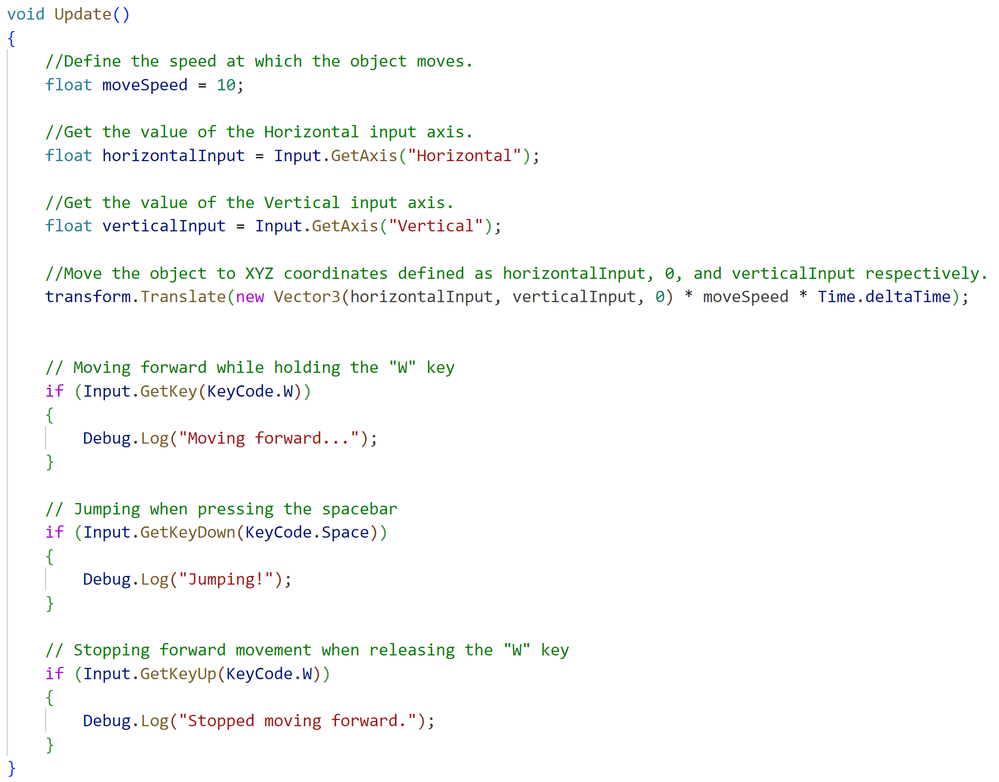 void Update()
{
    //Define the speed at which the object moves.
    float moveSpeed = 10;

    //Get the value of the Horizontal input axis.
    float horizontalInput = Input.GetAxis("Horizontal");

    //Get the value of the Vertical input axis.
    float verticalInput = Input.GetAxis("Vertical");

    //Move the object to XYZ coordinates defined as horizontalInput, 0, and verticalInput respectively.
    transform.Translate(new Vector3(horizontalInput, verticalInput, 0) * moveSpeed * Time.deltaTime);

    // Moving forward while holding the "W" key
    if (Input.GetKey(KeyCode.W))
    {
        Debug.Log("Moving forward...");
    }

    // Jumping when pressing the spacebar
    if (Input.GetKeyDown(KeyCode.Space))
    {
        Debug.Log("Jumping!");
    }

    // Stopping forward movement when releasing the "W" key
    if (Input.GetKeyUp(KeyCode.W))
    {
        Debug.Log("Stopped moving forward.");
    }
}